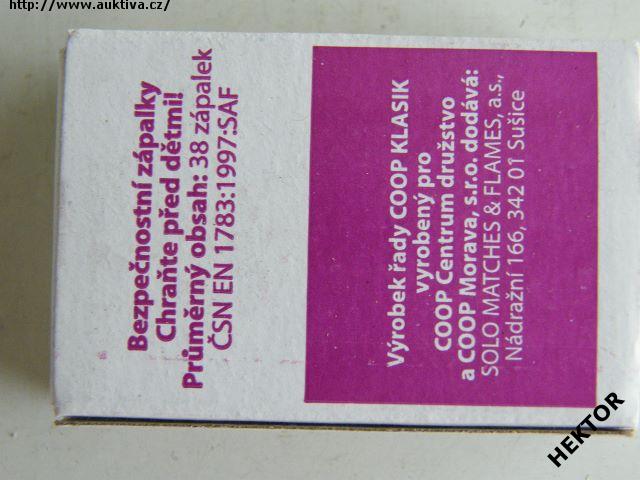 http://www.auktiva.cz/
Bezpečnostní zápalky
Chraňte před dětmi!
Průměrný obsah: 38 zápalek
ČSN EN 1783:1997:SAF
Výrobek řady COOP KLASIK
vyrobený pro
COOP Centrum družstvo
a COOP Morava, s.r.o. dodává:
SOLO MATCHES & FLAMES, a.s.,
Nádražní 166, 342 01 Sušice
HEKTOR